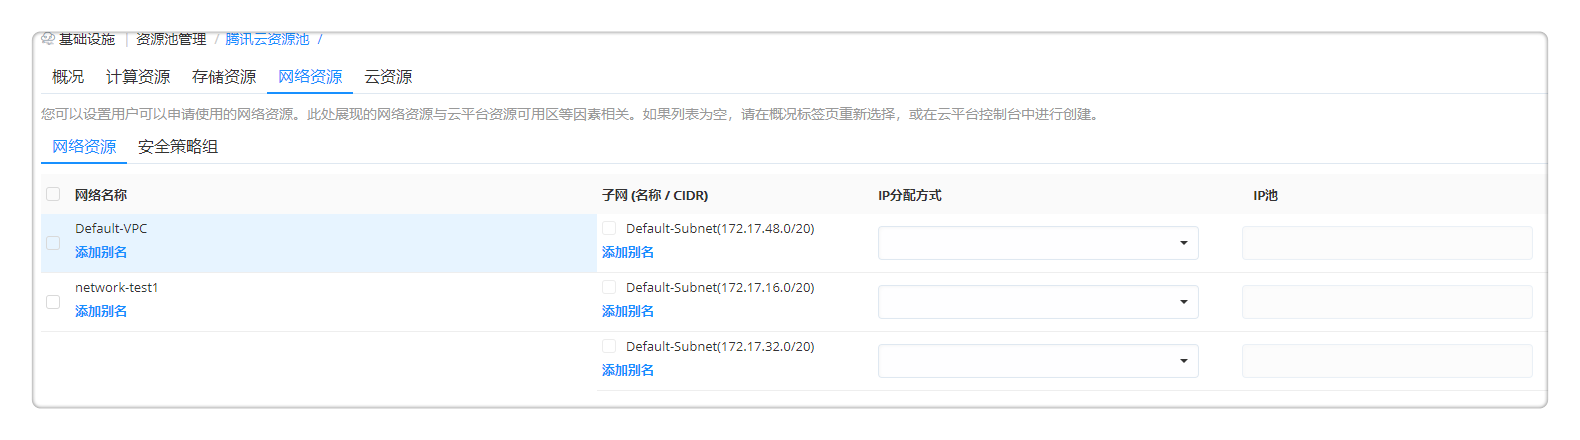 基础设施 | 资源池管理 / 腾讯云资源池 /
概况 计算资源 存储资源 网络资源 云资源
您可以设置用户可以申请使用的网络资源。此处展现的网络资源与云平台资源可用区等因素相关。如果列表为空，请在概况标签页重新选择，或在云平台控制台中进行创建。
网络资源 安全策略组
网络名称 子网 (名称 / CIDR) IP分配方式 IP池
Default-VPC Default-Subnet(172.17.48.0/20)
添加别名 添加别名
network-test1 Default-Subnet(172.17.16.0/20)
添加别名 添加别名
Default-Subnet(172.17.32.0/20)
添加别名